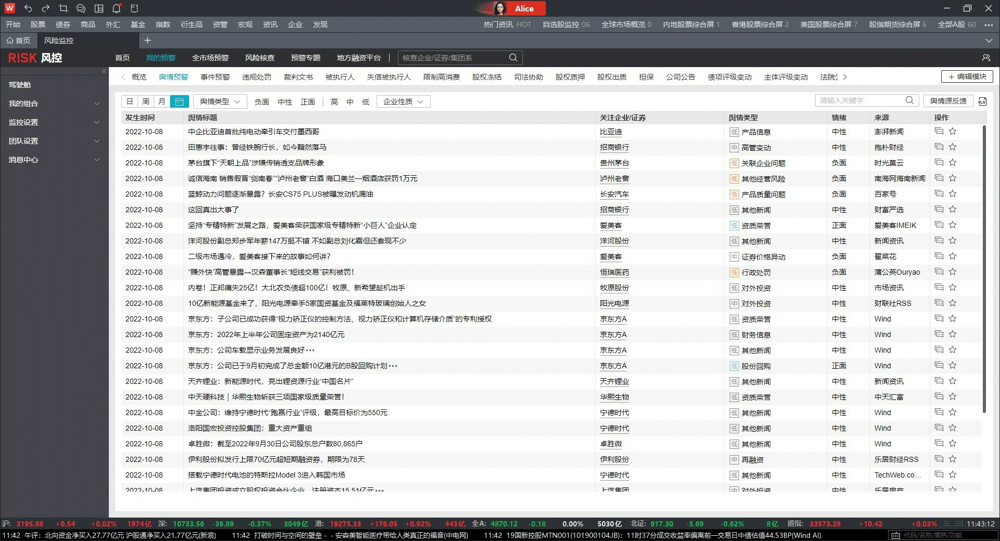 W Alice
开始 股票 债券 商品 外汇 基金 指数 衍生品 资管 宏观 资讯 企业 发现 热门资讯 HOT 自选股监控 06 全球市场概览 0 内地股票综合屏 1 香港股票综合屏 2 美国股票综合屏 7 股指期货综合屏 6 全部A股 60
首页 风险监控
RISK 风控 首页 我的预警 全市场预警 风险核查 预警专题 地方融资平台 核查企业/证券/集团系
概览 舆情预警 事件预警 违规处罚 裁判文书 被执行人 失信被执行人 限制高消费 股权冻结 司法协助 股权质押 股权出质 担保 公司公告 债项评级变动 主体评级变动 编辑模块
驾驶舱
我的组合
监控设置
团队设置
消息中心
日 周 月 舆情类型 负面 中性 正面 高 中 低 企业性质 请输入关键字 舆情源反馈 XLS
发生时间 舆情标题 关注企业/证券 舆情类型 情绪 来源 操作
2022-10-08 中企比亚迪首批纯电动牵引车交付墨西哥 比亚迪 低 产品信息 中性 澎湃新闻
2022-10-08 田惠宇往事：曾经铁腕行长，如今黯然落马 招商银行 中 高管变动 中性 抱朴财经
2022-10-08 茅台旗下“天朝上品”涉嫌传销透支品牌形象 贵州茅台 低 关联企业问题 负面 时光莫云
2022-10-08 诚信海南 销售假冒“剑南春”“泸州老窖”白酒 海口美兰一烟酒店获罚1万元 泸州老窖 低 其他经营风险 负面 南海网海南新闻
2022-10-08 蓝鲸动力问题逐渐暴露？长安CS75 PLUS被曝发动机漏油 长安汽车 低 产品质量问题 负面 百家号
2022-10-08 这回真出大事了 招商银行 低 其他新闻 中性 财富严选
2022-10-08 坚持“专精特新”发展之路，爱美客荣获国家级专精特新“小巨人”企业认定 爱美客 低 资质荣誉 正面 爱美客IMEIK
2022-10-08 洋河股份副总郑步军年薪147万挺不错 不如副总刘化霜但还套现不少 洋河股份 低 其他新闻 中性 新闻资讯
2022-10-08 二级市场遇冷，爱美客接下来的故事如何讲？ 爱美客 中 证券价格异动 负面 翟菜花
2022-10-08 “赚外快”高管暴露→汉森董事长“短线交易”获利被罚！ 恒瑞医药 低 行政处罚 负面 蒲公英Ouryao
2022-10-08 内卷！正邦痛失25亿！大北农负债超100亿！牧原、新希望趁机出手 牧原股份 低 对外投资 中性 市场资讯
2022-10-08 10亿新能源基金来了，阳光电源牵手5家国资基金及福莱特玻璃创始人之女 阳光电源 中 对外投资 中性 财联社RSS
2022-10-08 京东方：子公司已成功获得“视力矫正仪的控制方法、视力矫正仪和计算机存储介质”的专利授权 京东方A 低 资质荣誉 中性 Wind
2022-10-08 京东方：2022年上半年公司固定资产为2140亿元 京东方A 低 财务信息 中性 Wind
2022-10-08 京东方：公司车载显示业务发展良好··· 京东方A 低 其他新闻 中性 Wind
2022-10-08 京东方：公司已于9月初完成了总金额10亿港元的B股回购计划··· 京东方A 低 股份回购 正面 Wind
2022-10-08 天齐锂业：新能源时代，亮出锂资源行业“中国名片” 天齐锂业 低 其他新闻 中性 新闻资讯
2022-10-08 中天硬科技｜华熙生物斩获三项国家级质量荣誉！ 华熙生物 低 资质荣誉 中性 中天汇富
2022-10-08 中金公司：维持宁德时代“跑赢行业”评级，最高目标价为550元 宁德时代 低 其他新闻 中性 Wind
2022-10-08 洛阳国宏投资控股集团：重大资产重组 宁德时代 低 其他新闻 中性 Wind
2022-10-08 卓胜微：截至2022年9月30日公司股东总户数80,865户 卓胜微 低 其他新闻 中性 Wind
2022-10-08 伊利股份拟发行上限70亿元超短期融资券，期限为78天 伊利股份 中 再融资 中性 乐居财经RSS
2022-10-08 搭载宁德时代电池的特斯拉Model 3进入韩国市场 宁德时代 低 其他新闻 中性 TechWeb.co...
2022-10-08 上汽集团投资成立股权投资合伙企业，注册资本15.51亿元··· 上汽集团 中 对外投资 中性 乐居房产
沪: 3195.88 +0.54 +0.02% 1974亿 深: 10733.56 -39.89 -0.37% 3049亿 港: 19275.33 +176.05 +0.92% 443亿 全A: 4870.12 -0.18 0.00% 5030亿 北证: 917.30 -5.69 -0.62% 8亿 道指: 33573.28 +10.42 +0.03% 11:43:12
11:42 午评：北向资金净买入27.77亿元 沪股通净买入21.77亿元(新浪) 11:42 打破时间与空间的壁垒 - - 安森美智能医疗带给人类真正的福音(中电网) 11:42 19国新控股MTN001(101900104.IB)：11时37分成交收益率偏离前一交易日中债估值44.53BP(Wind AI) 代码/名称/简拼/功能